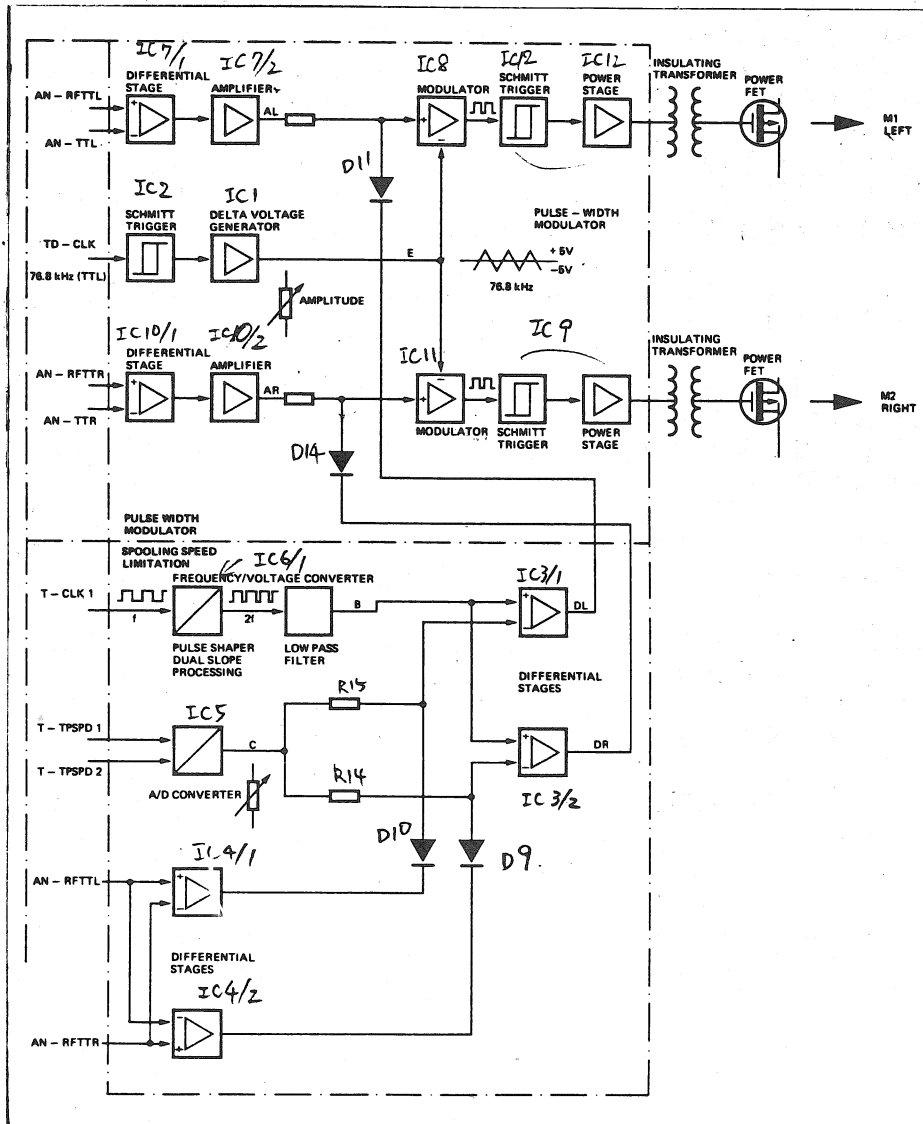 IC7/1
IC7/2
IC8
IC12
IC12
DIFFERENTIAL
STAGE
AMPLIFIER
MODULATOR
SCHMITT
TRIGGER
POWER
STAGE
INSULATING
TRANSFORMER
POWER
FET
AN – RFTTL
AN – TTL
+
–
AL
+
–
M1
LEFT
D11
IC2
IC1
SCHMITT
TRIGGER
DELTA VOLTAGE
GENERATOR
PULSE – WIDTH
MODULATOR
TD – CLK
76.8 kHz (TTL)
E
+ 5V
–5V
76.8 kHz
AMPLITUDE
IC10/1
IC10/2
IC11
IC9
DIFFERENTIAL
STAGE
AMPLIFIER
INSULATING
TRANSFORMER
POWER
FET
AN – RFTTR
AN – TTR
+
–
AR
–
+
M2
RIGHT
MODULATOR
SCHMITT
TRIGGER
POWER
STAGE
D14
PULSE WIDTH
MODULATOR
SPOOLING SPEED
LIMITATION
IC6/1
FREQUENCY/VOLTAGE CONVERTER
IC3/1
T – CLK 1
f
2f
B
+
–
DL
PULSE SHAPER
DUAL SLOPE
PROCESSING
LOW PASS
FILTER
DIFFERENTIAL
STAGES
R15
IC5
T – TPSPD 1
T – TPSPD 2
C
+
–
DR
R14
A/D CONVERTER
IC3/2
D10
D9
IC4/1
AN – RFTTL
+
–
DIFFERENTIAL
STAGES
IC4/2
AN – RFTTR
–
+